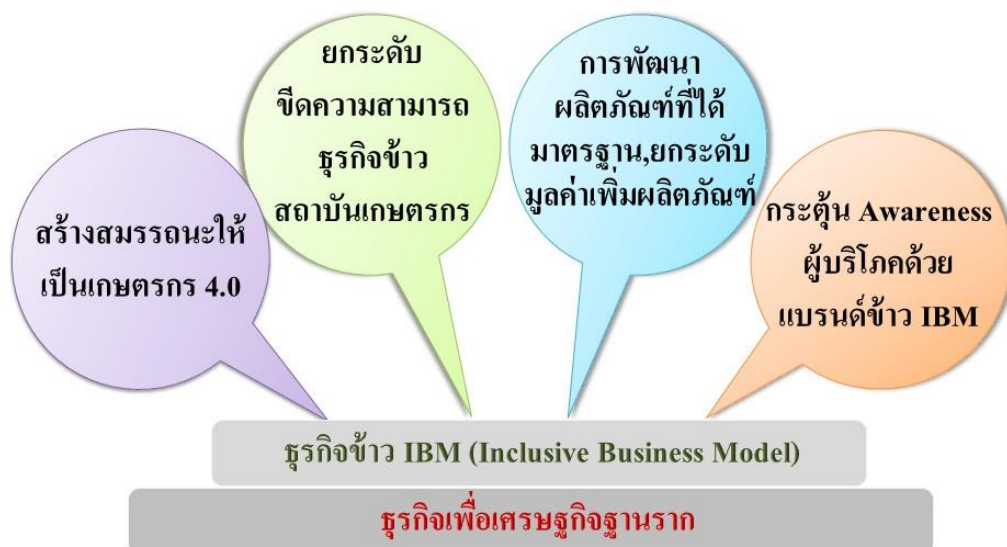 สร้างสมรรถนะให้
เป็นเกษตรกร 4.0
ยกระดับ
ขีดความสามารถ
ธุรกิจข้าว
สถาบันเกษตรกร
การพัฒนา
ผลิตภัณฑ์ที่ได้
มาตรฐาน,ยกระดับ
มูลค่าเพิ่มผลิตภัณฑ์
กระตุ้น Awareness
ผู้บริโภคด้วย
แบรนด์ข้าว IBM
ธุรกิจข้าว IBM (Inclusive Business Model)
ธุรกิจเพื่อเศรษฐกิจฐานราก